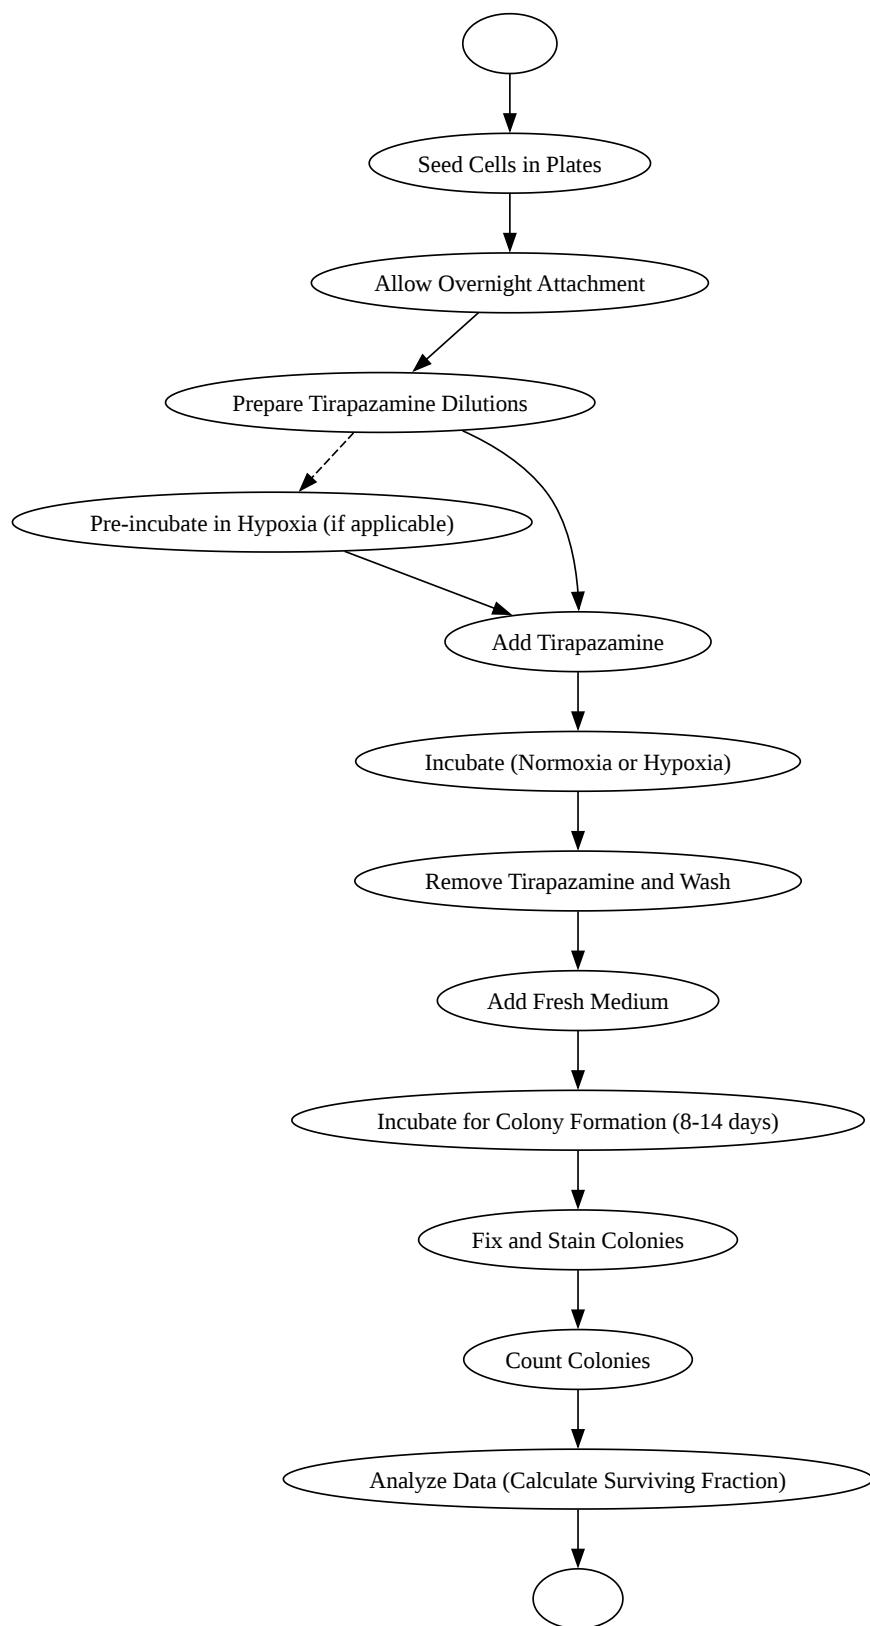 Seed Cells in Plates
Allow Overnight Attachment
Prepare Tirapazamine Dilutions
Pre-incubate in Hypoxia (if applicable)
Add Tirapazamine
Incubate (Normoxia or Hypoxia)
Remove Tirapazamine and Wash
Add Fresh Medium
Incubate for Colony Formation (8-14 days)
Fix and Stain Colonies
Count Colonies
Analyze Data (Calculate Surviving Fraction)